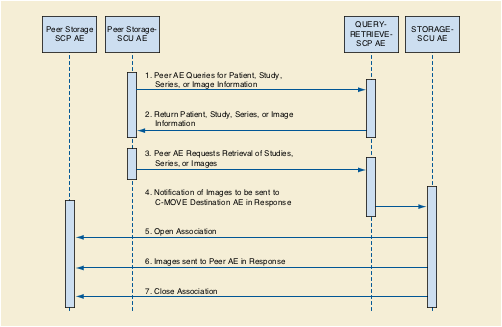 Peer Storage
SCP AE
Peer Storage-
SCU AE
QUERY-
RETRIEVE-
SCP AE
STORAGE-
SCU AE
1. Peer AE Queries for Patient, Study,
Series, or Image Information
2. Return Patient, Study, Series, or Image
Information
3. Peer AE Requests Retrieval of Studies,
Series, or Images
4. Notification of Images to be sent to
C-MOVE Destination AE in Response
5. Open Association
6. Images sent to Peer AE in Response
7. Close Association